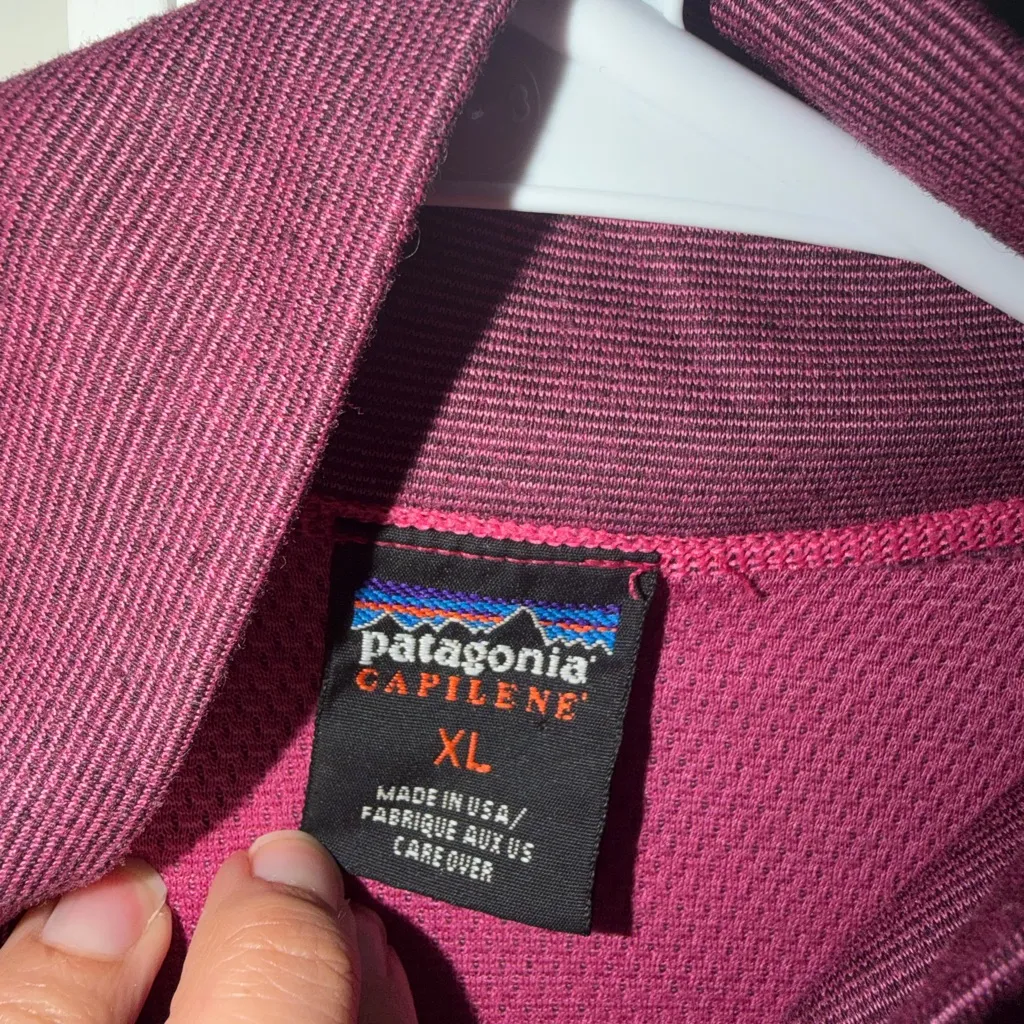 patagonia®
CAPILENE®
XL
MADE IN USA/
FABRIQUE AUX US
CARE OVER